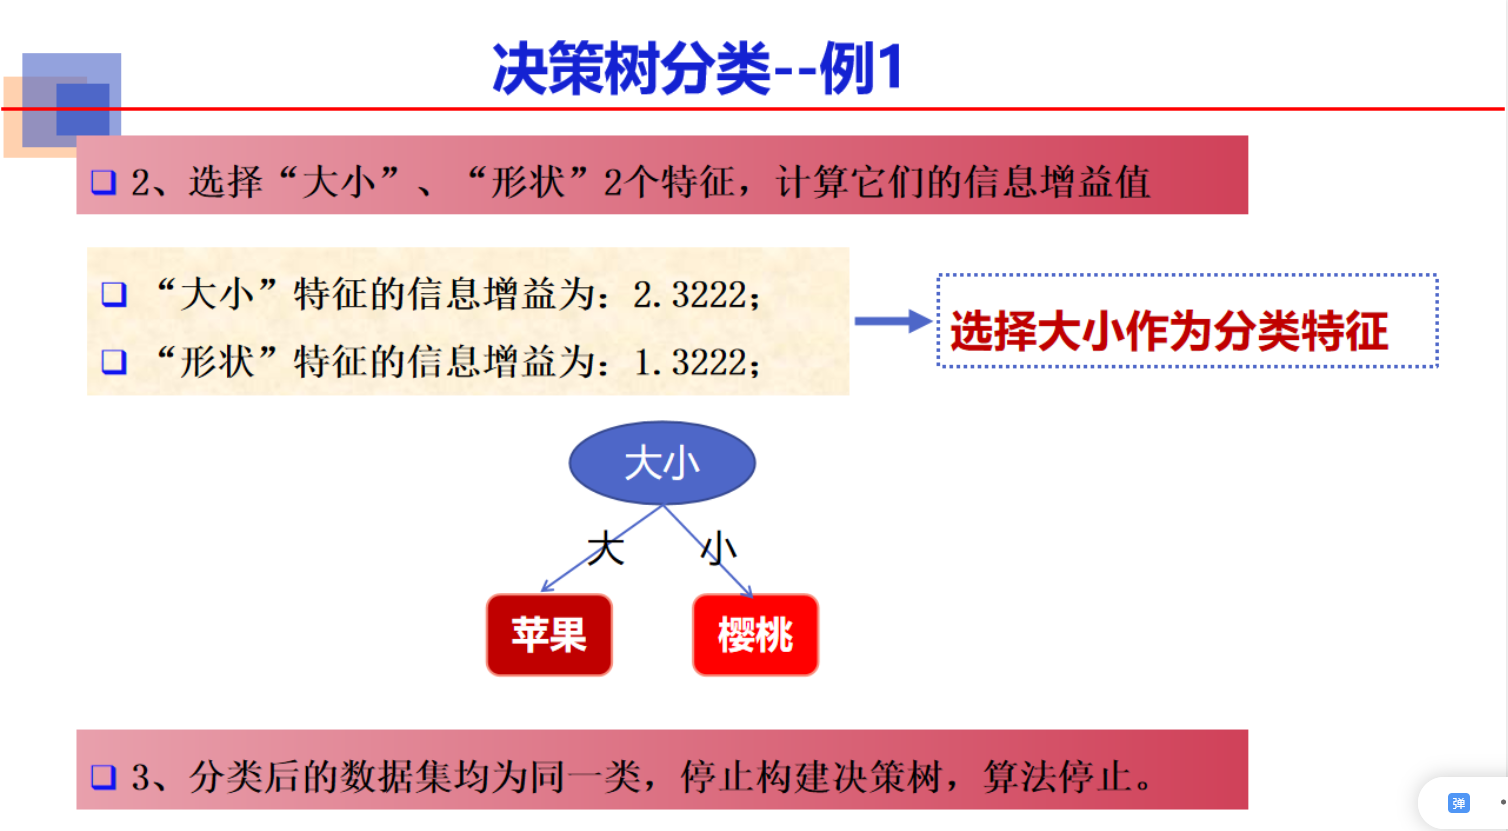 决策树分类--例1
2、选择“大小”、“形状”2个特征，计算它们的信息增益值
“大小”特征的信息增益为：2.3222；
“形状”特征的信息增益为：1.3222；
选择大小作为分类特征
大小
大 小
苹果 樱桃
3、分类后的数据集均为同一类，停止构建决策树，算法停止。
弹